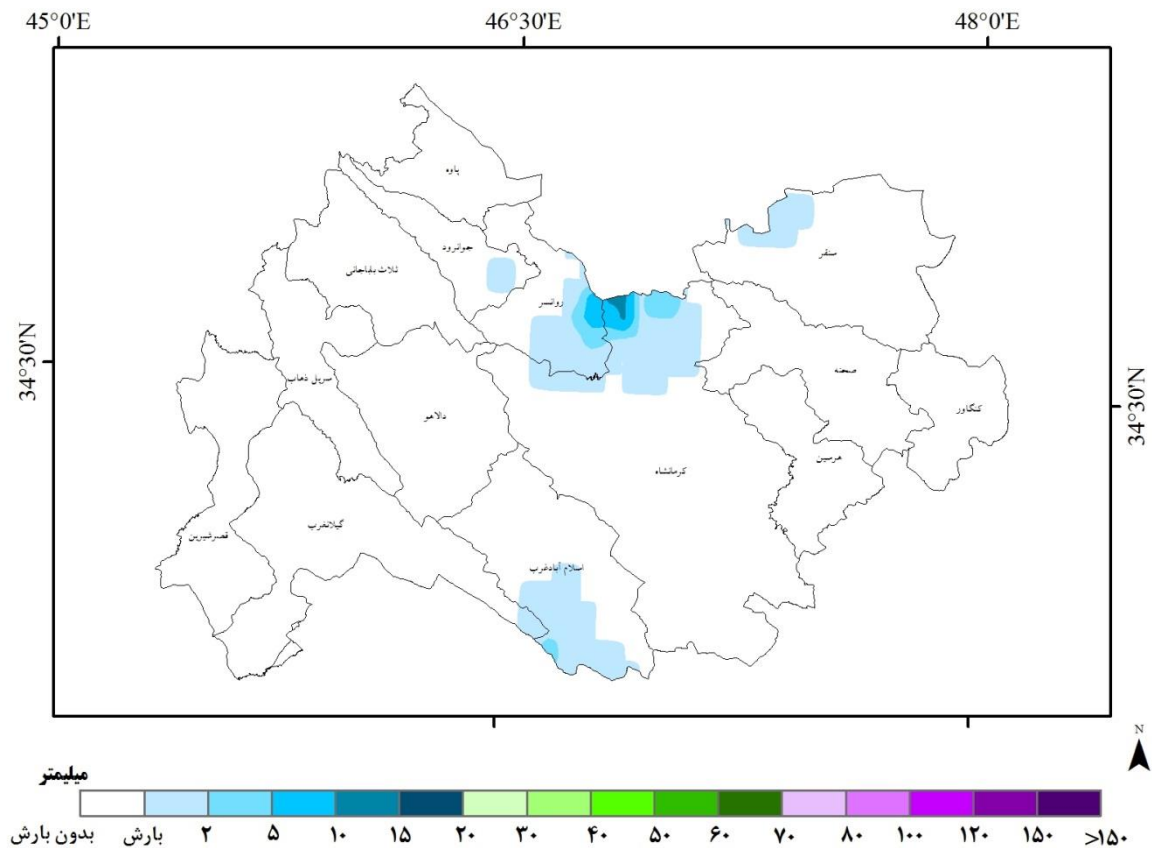 45°0'E 46°30'E 48°0'E
پاوه
جوانرود
سنقر
ثلاث باباجانی
روانسر
34°30'N
صحنه
سرپل ذهاب
کنگاور
34°30'N
دالاهو
هرسین
کرمانشاه
گیلانغرب
قصرشیرین
اسلام آبادغرب
N
میلیمتر
بدون بارش بارش ۲ ۵ ۱۰ ۱۵ ۲۰ ۳۰ ۴۰ ۵۰ ۶۰ ۷۰ ۸۰ ۱۰۰ ۱۲۰ ۱۵۰ >۱۵۰